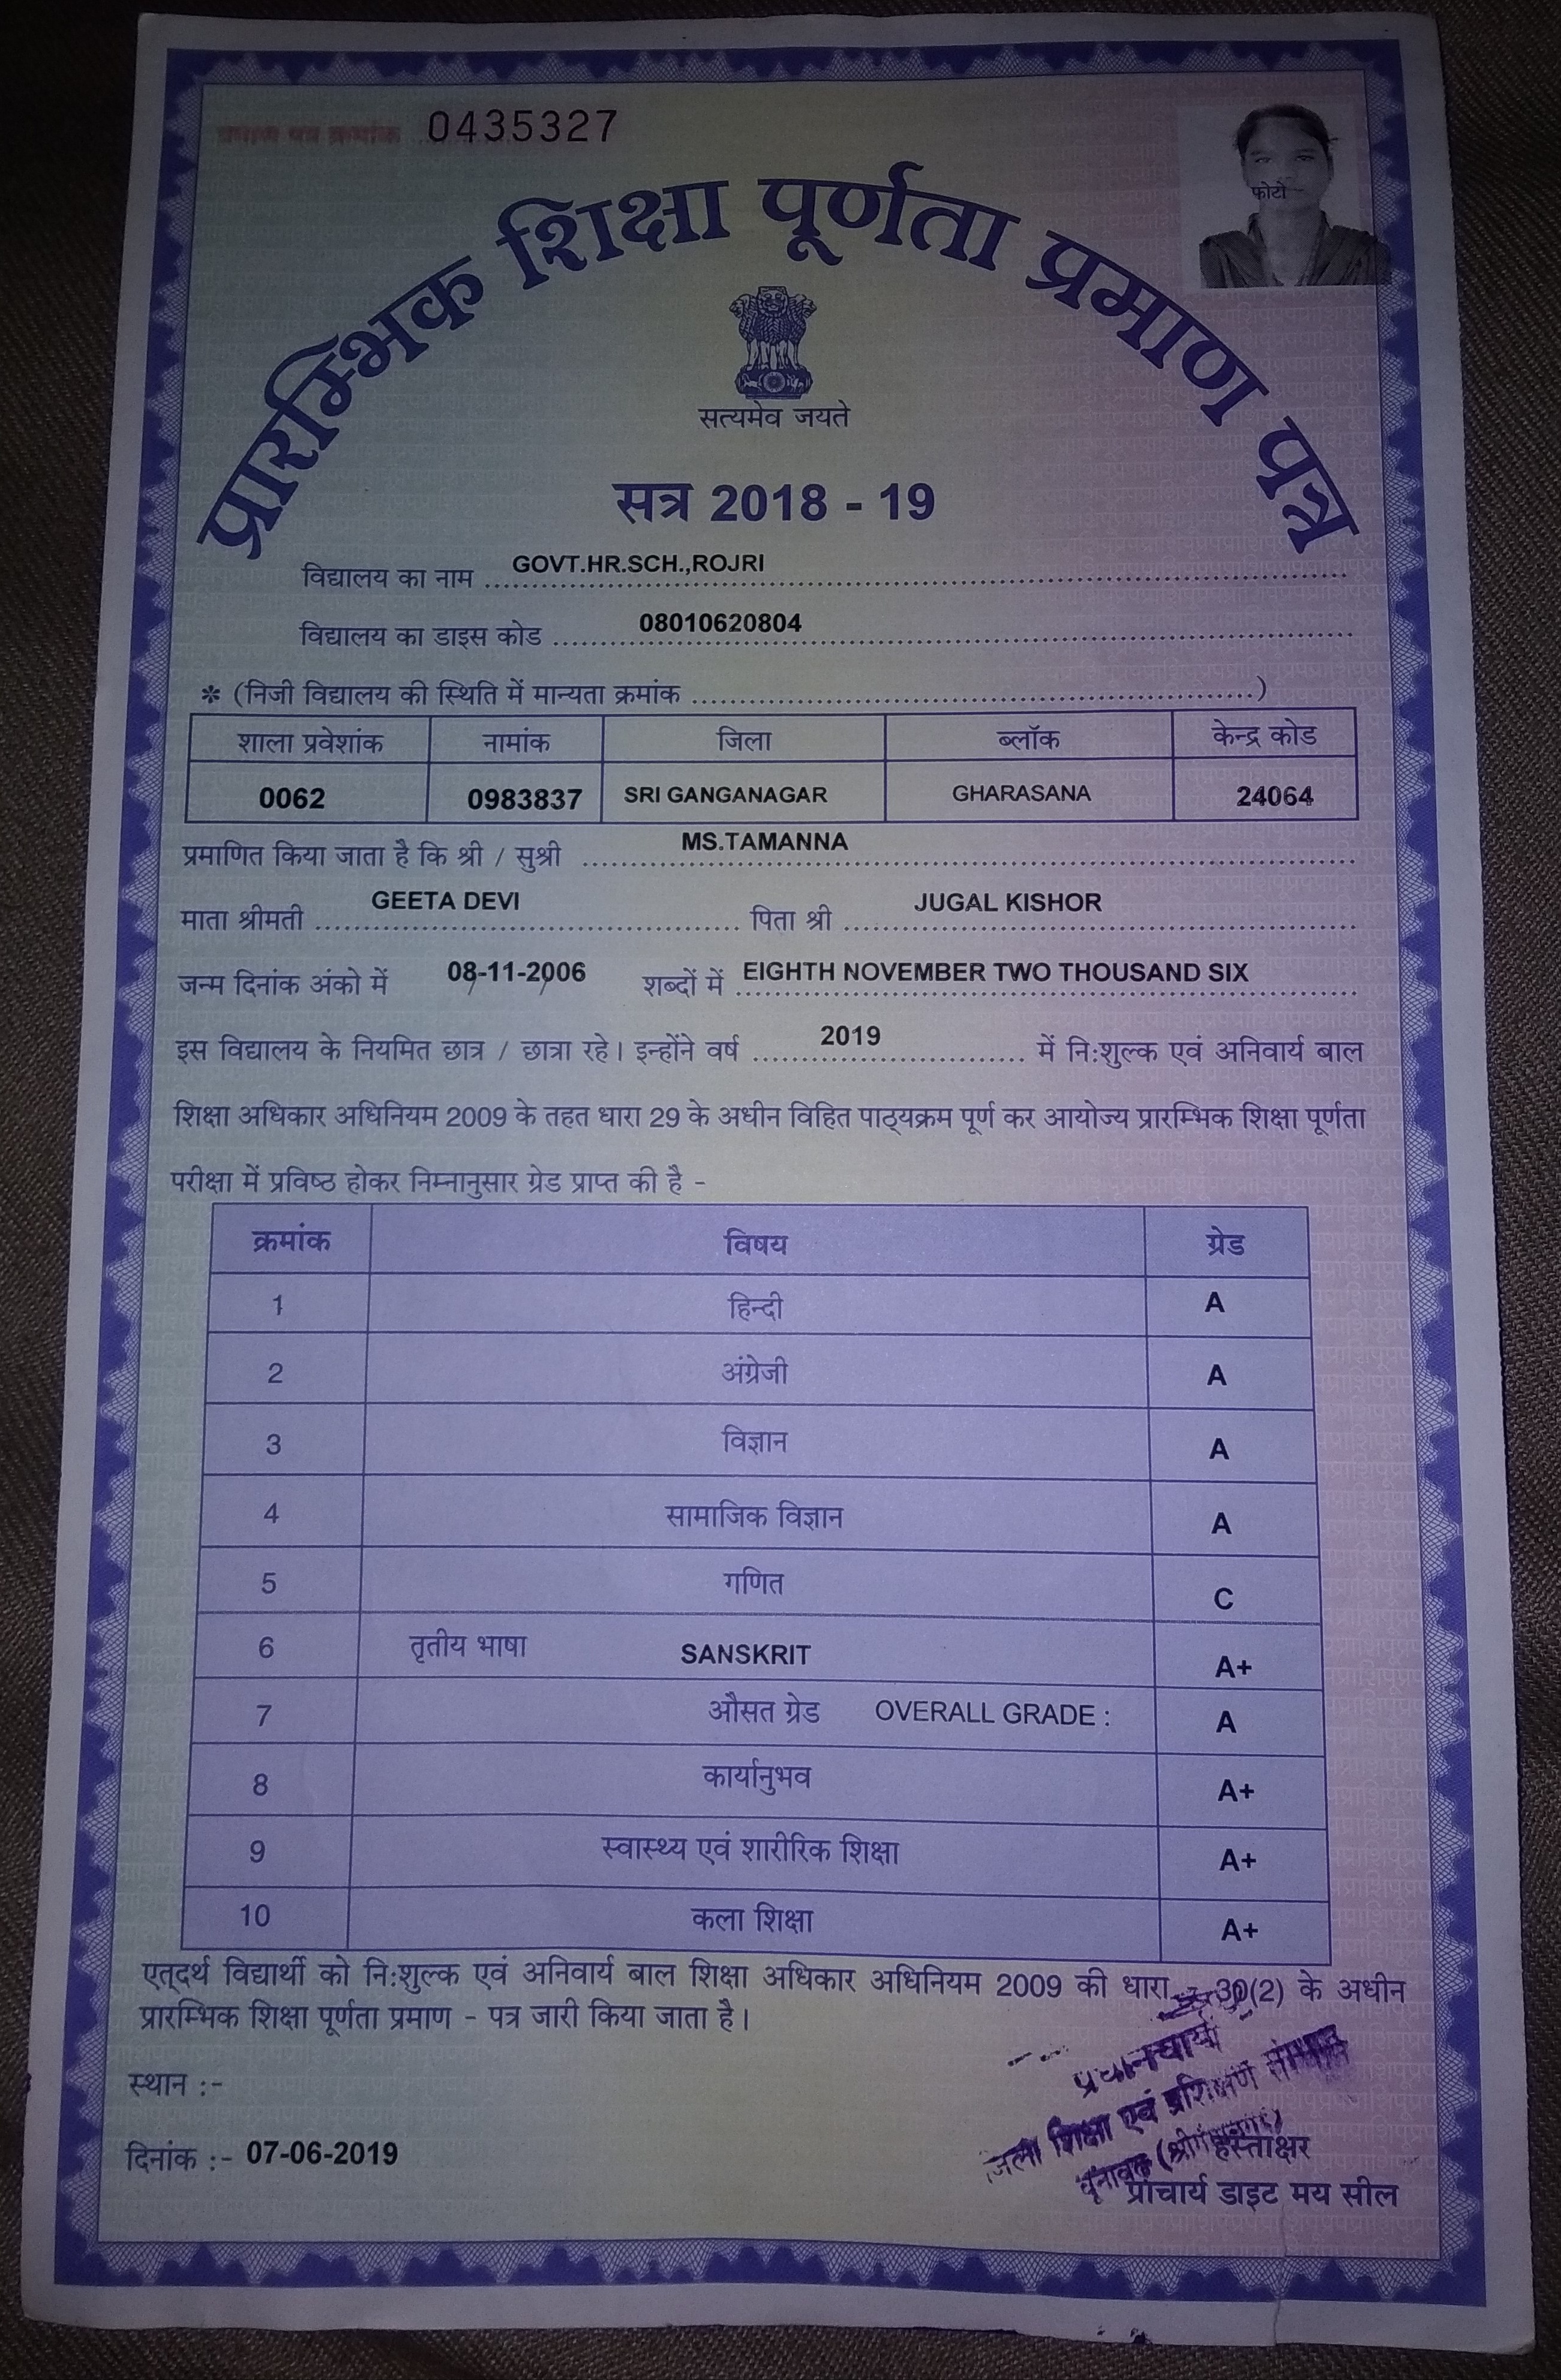 प्रमाण पत्र क्रमांक 0435327
फोटो
प्रारम्भिक शिक्षा पूर्णता प्रमाण पत्र
सत्यमेव जयते
सत्र 2018 - 19
विद्यालय का नाम GOVT.HR.SCH.,ROJRI
विद्यालय का डाइस कोड 08010620804
* (निजी विद्यालय की स्थिति में मान्यता क्रमांक ........)
शाला प्रवेशांक नामांक जिला ब्लॉक केन्द्र कोड
0062 0983837 SRI GANGANAGAR GHARASANA 24064
प्रमाणित किया जाता है कि श्री / सुश्री MS.TAMANNA
माता श्रीमती GEETA DEVI पिता श्री JUGAL KISHOR
जन्म दिनांक अंको में 08-11-2006 शब्दों में EIGHTH NOVEMBER TWO THOUSAND SIX
इस विद्यालय के नियमित छात्र / छात्रा रहे। इन्होंने वर्ष 2019 में नि:शुल्क एवं अनिवार्य बाल
शिक्षा अधिकार अधिनियम 2009 के तहत धारा 29 के अधीन विहित पाठ्यक्रम पूर्ण कर आयोज्य प्रारम्भिक शिक्षा पूर्णता
परीक्षा में प्रविष्ठ होकर निम्नानुसार ग्रेड प्राप्त की है -
क्रमांक विषय ग्रेड
1 हिन्दी A
2 अंग्रेजी A
3 विज्ञान A
4 सामाजिक विज्ञान A
5 गणित C
6 तृतीय भाषा SANSKRIT A+
7 औसत ग्रेड OVERALL GRADE : A
8 कार्यानुभव A+
9 स्वास्थ्य एवं शारीरिक शिक्षा A+
10 कला शिक्षा A+
एत्दर्थ विद्यार्थी को नि:शुल्क एवं अनिवार्य बाल शिक्षा अधिकार अधिनियम 2009 की धारा 30(2) के अधीन
प्रारम्भिक शिक्षा पूर्णता प्रमाण - पत्र जारी किया जाता है।
प्रधानाचार्य
स्थान :-
जिला शिक्षा एवं प्रशिक्षण संस्थान
दिनांक :- 07-06-2019
हस्ताक्षर
प्राचार्य डाइट मय सील